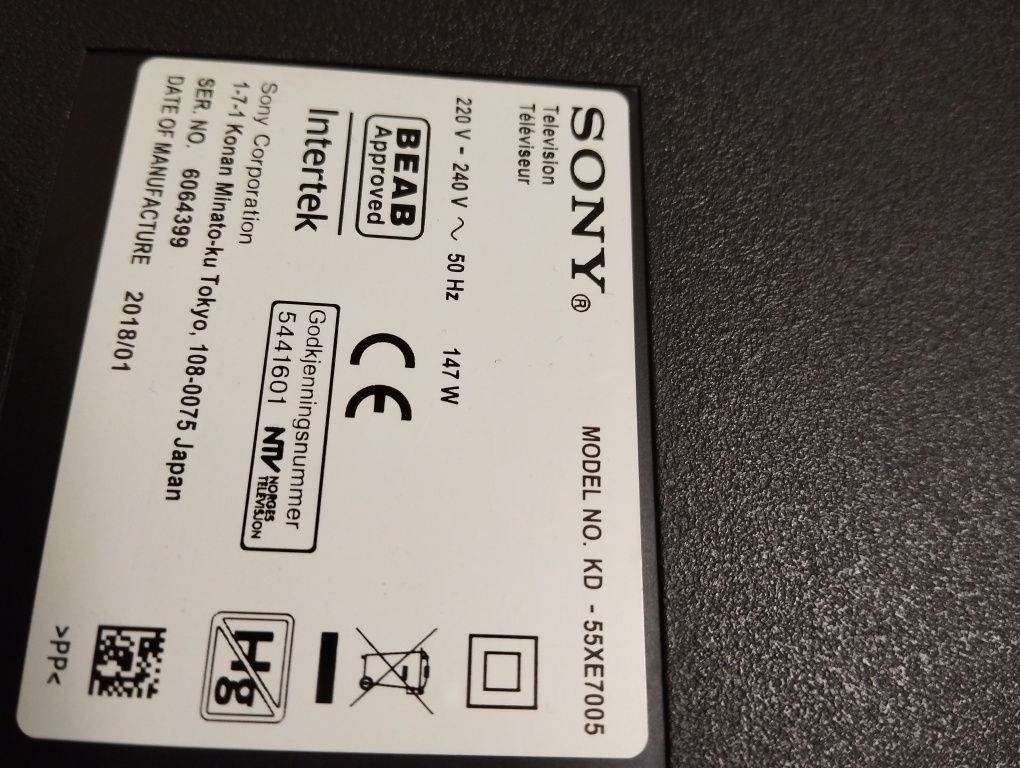 SONY®
MODEL NO. KD - 55XE7005
Television
Téléviseur
220 V - 240 V ~ 50 Hz 147 W
BEAB
Approved
CE
Intertek
Godkjenningsnummer
5441601 NTV NORGES
TELEVISJON
Hg
Sony Corporation
1-7-1 Konan Minato-ku Tokyo, 108-0075 Japan
SER. NO. 6064399
DATE OF MANUFACTURE 2018/01
>PP<